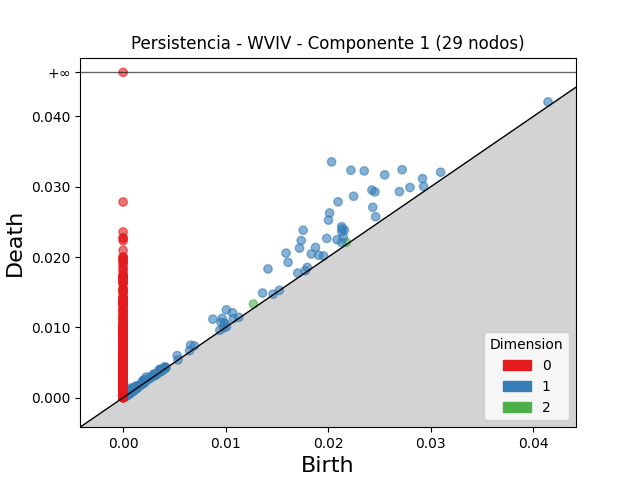 Persistencia - WVIV - Componente 1 (29 nodos)
+∞
0.040
0.030
0.020
0.010
0.000
Death
Dimension
0
1
2
0.00 0.01 0.02 0.03 0.04
Birth